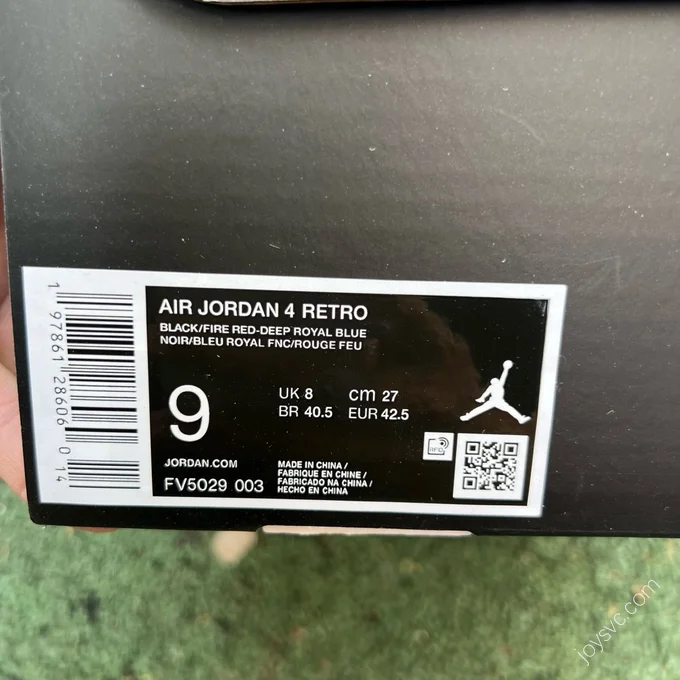 1 97861 28606 0 14
AIR JORDAN 4 RETRO
BLACK/FIRE RED-DEEP ROYAL BLUE
NOIR/BLEU ROYAL FNC/ROUGE FEU
9
UK 8 cm 27
BR 40.5 EUR 42.5
JORDAN.COM
FV5029 003
MADE IN CHINA /
FABRIQUE EN CHINE /
FABRICADO NA CHINA /
HECHO EN CHINA
RFID
joysvc.com